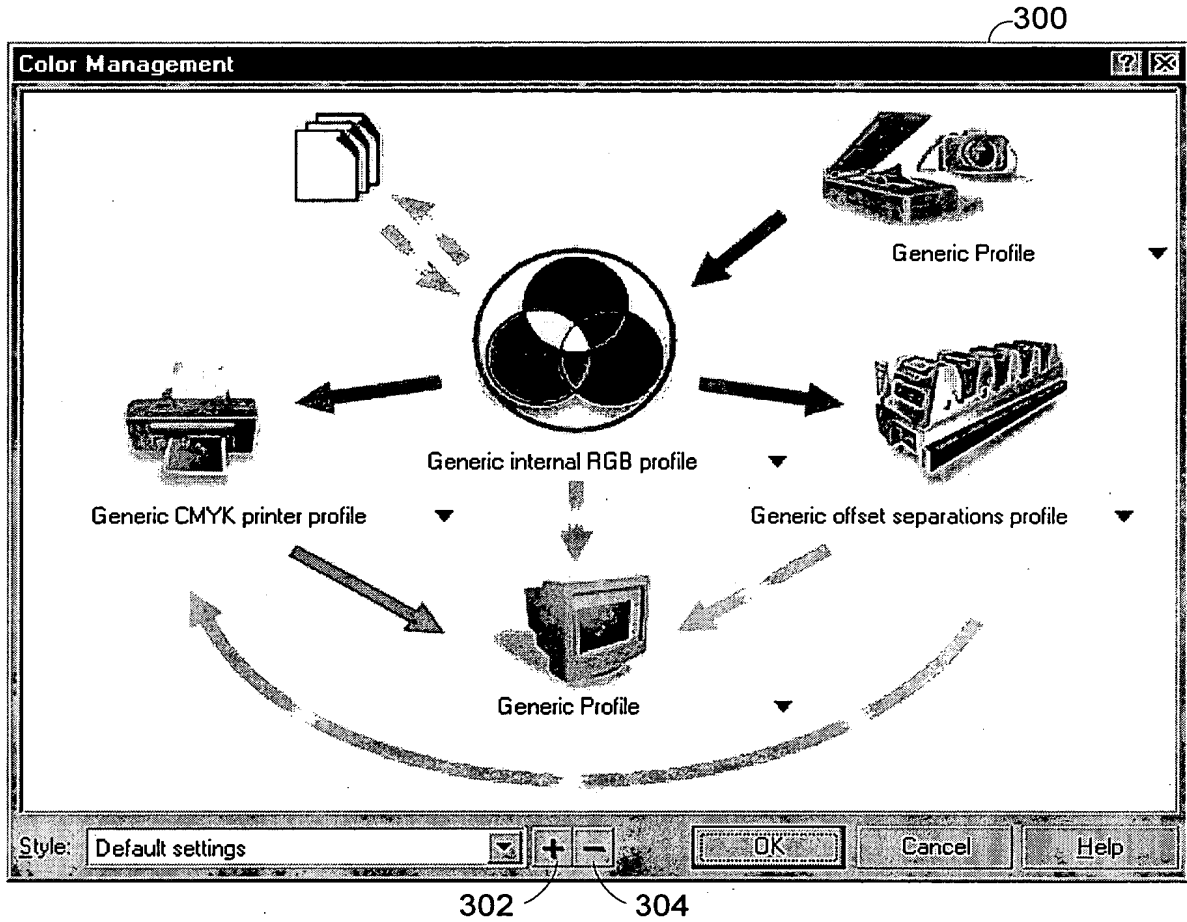 300
Color Management
Generic Profile
Generic internal RGB profile
Generic CMYK printer profile
Generic offset separations profile
Generic Profile
Style: Default settings + − OK Cancel Help
302 304